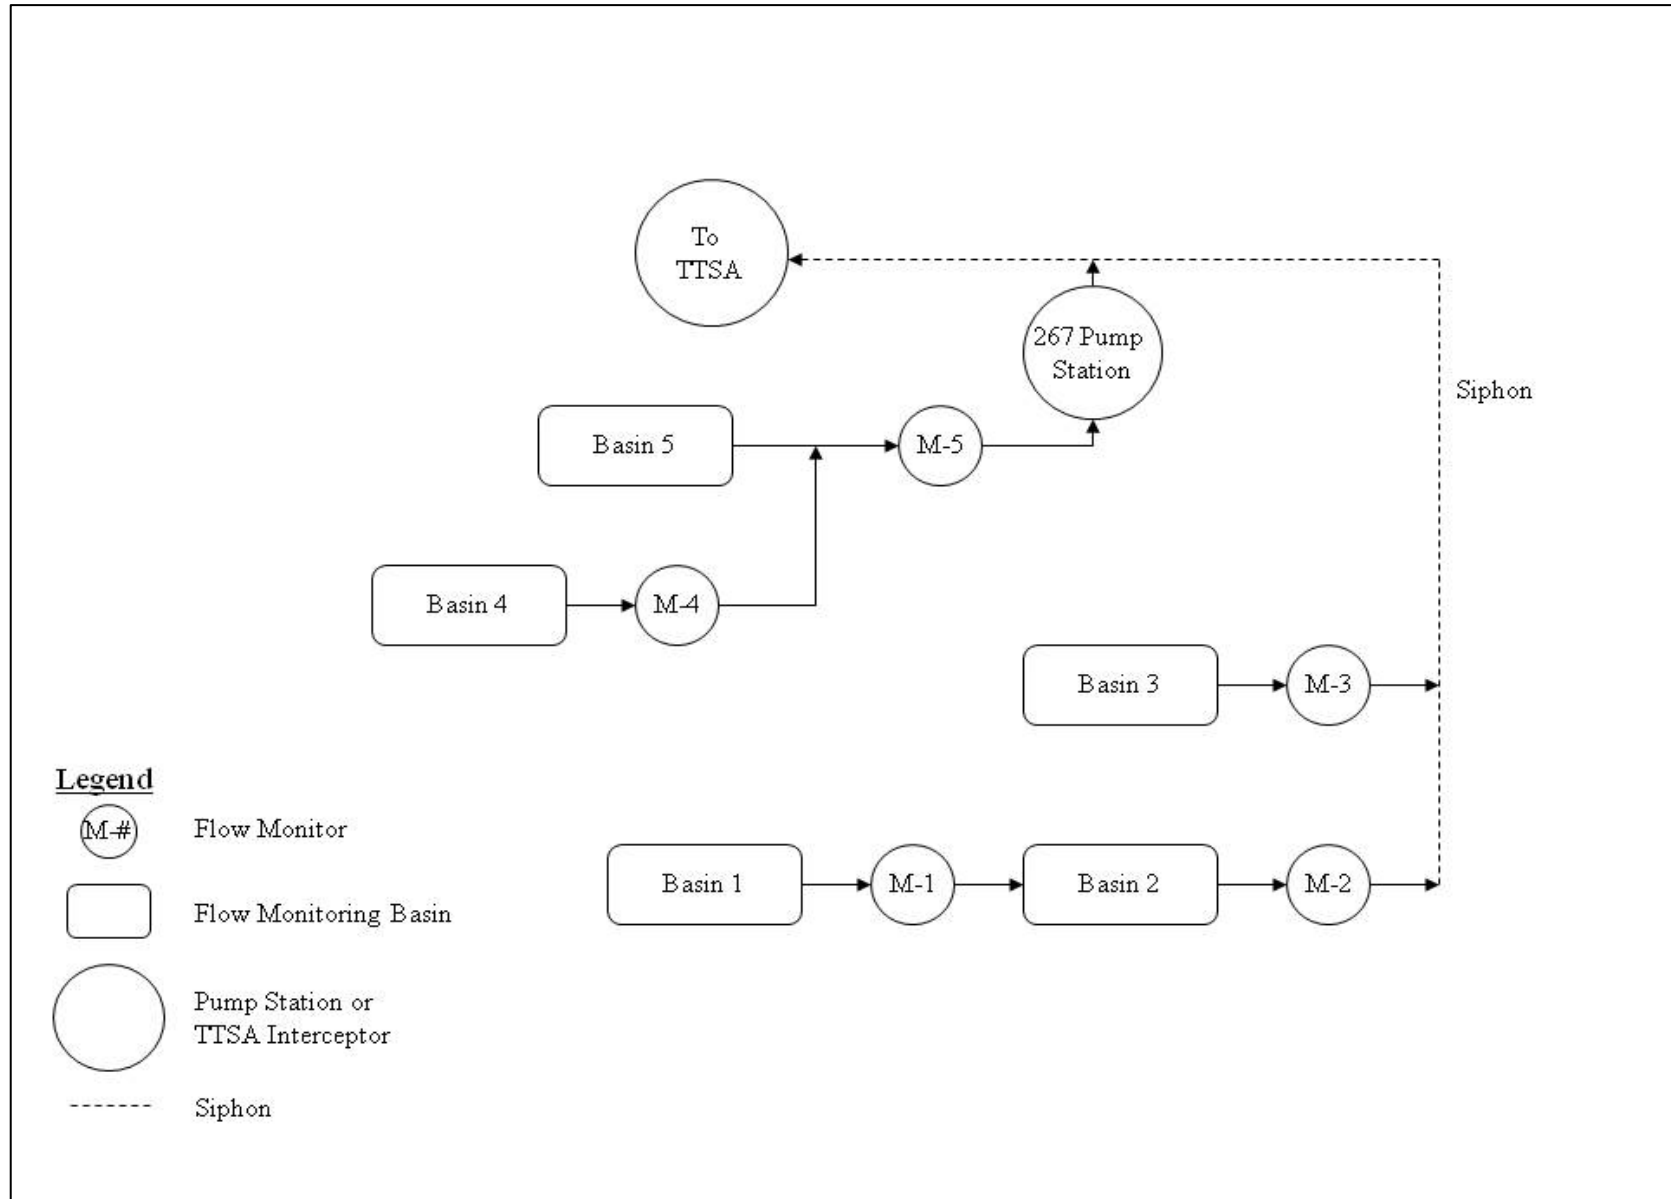 To
TTSA
267 Pump
Station
Siphon
Basin 5
M-5
Basin 4
M-4
Basin 3
M-3
Basin 1
M-1
Basin 2
M-2
Legend
M-#
Flow Monitor
Flow Monitoring Basin
Pump Station or
TTSA Interceptor
Siphon